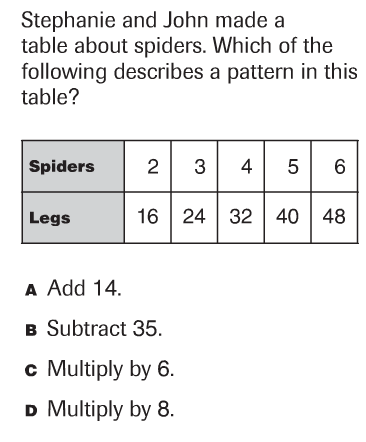 Stephanie and John made a
table about spiders. Which of the
following describes a pattern in this
table?
Spiders 2 3 4 5 6
Legs 16 24 32 40 48
A Add 14.
B Subtract 35.
C Multiply by 6.
D Multiply by 8.